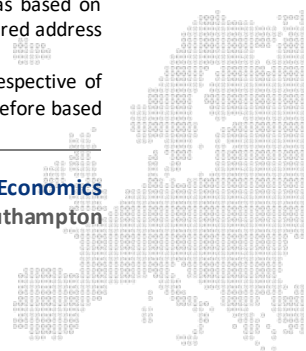 as based on
red address
espective of
efore based
Economics
uthampton